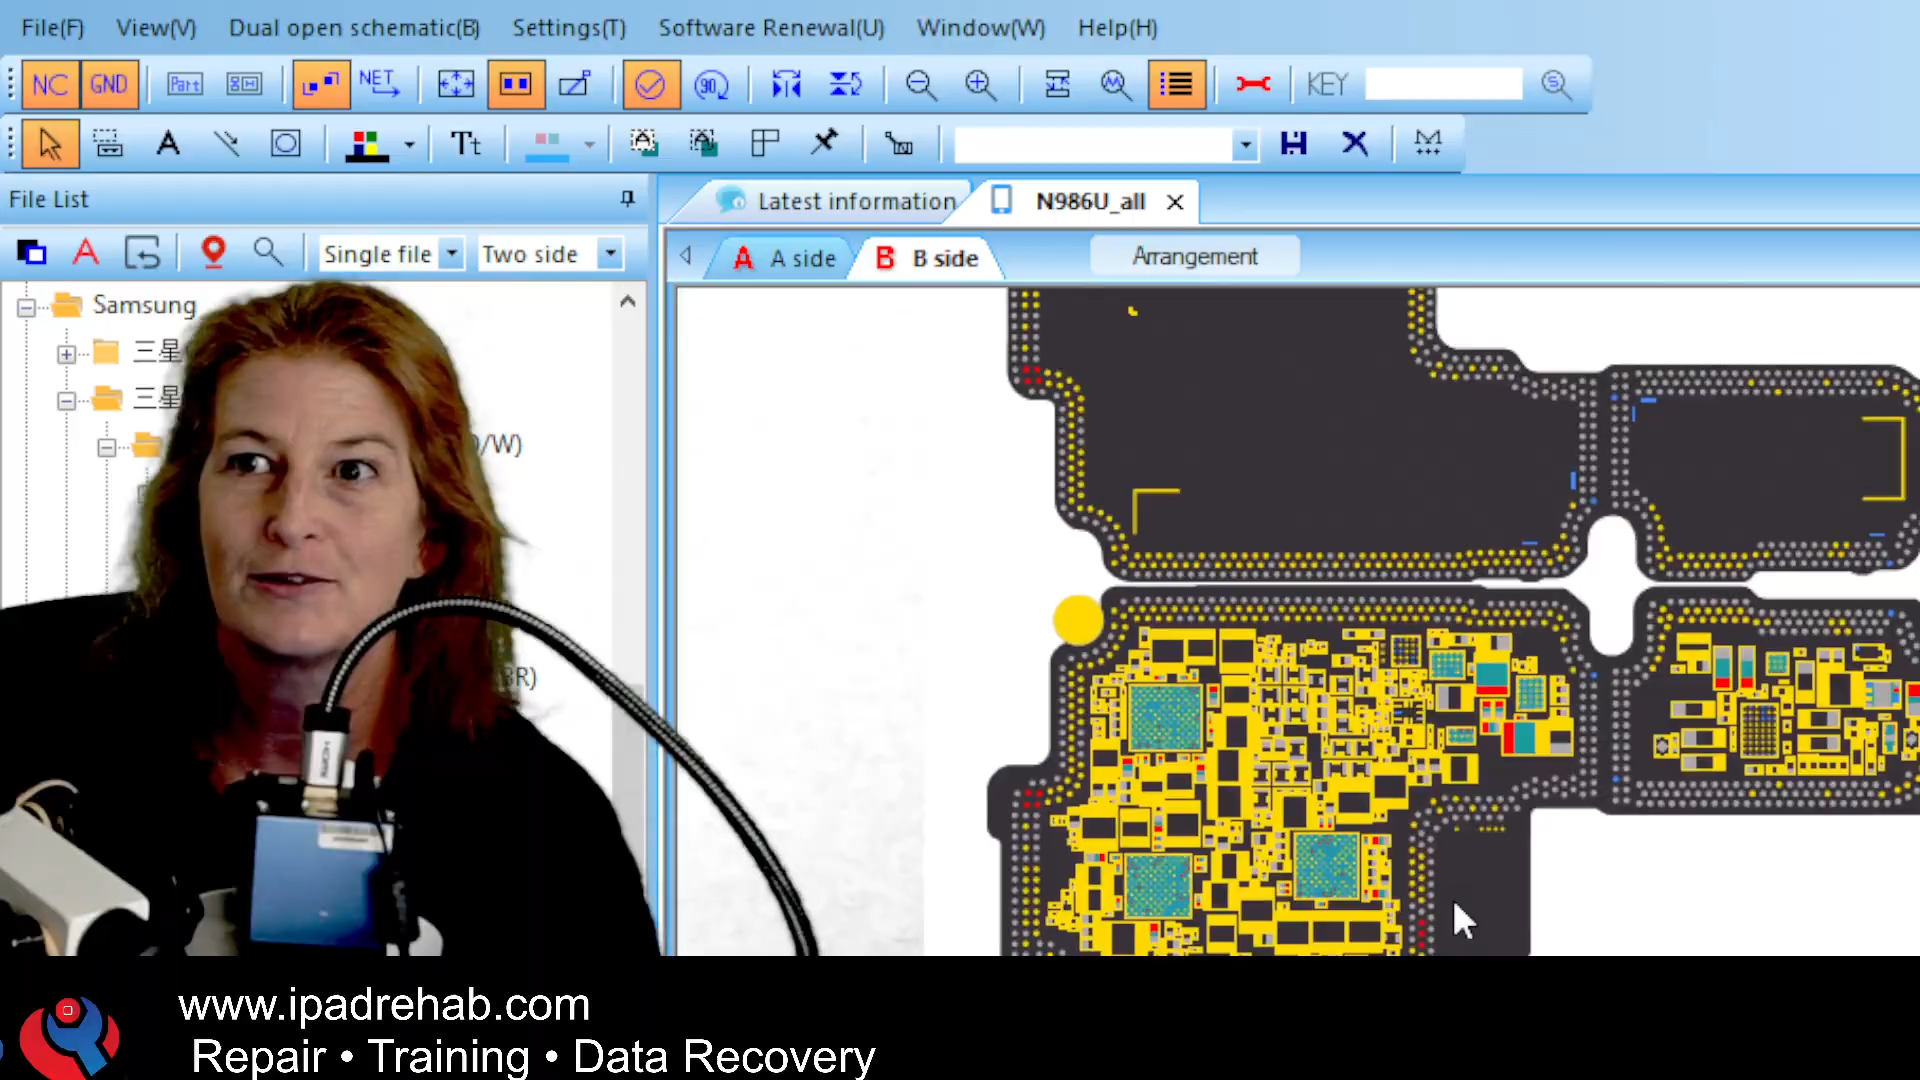 File(F) View(V) Dual open schematic(B) Settings(T) Software Renewal(U) Window(W) Help(H)
NC GND Part NET 90 KEY
A Tt
File List
Latest information N986U_all
A Single file Two side
A A side B B side Arrangement
Samsung
三星
三星
/W)
R)
HDMI
www.ipadrehab.com
Repair • Training • Data Recovery